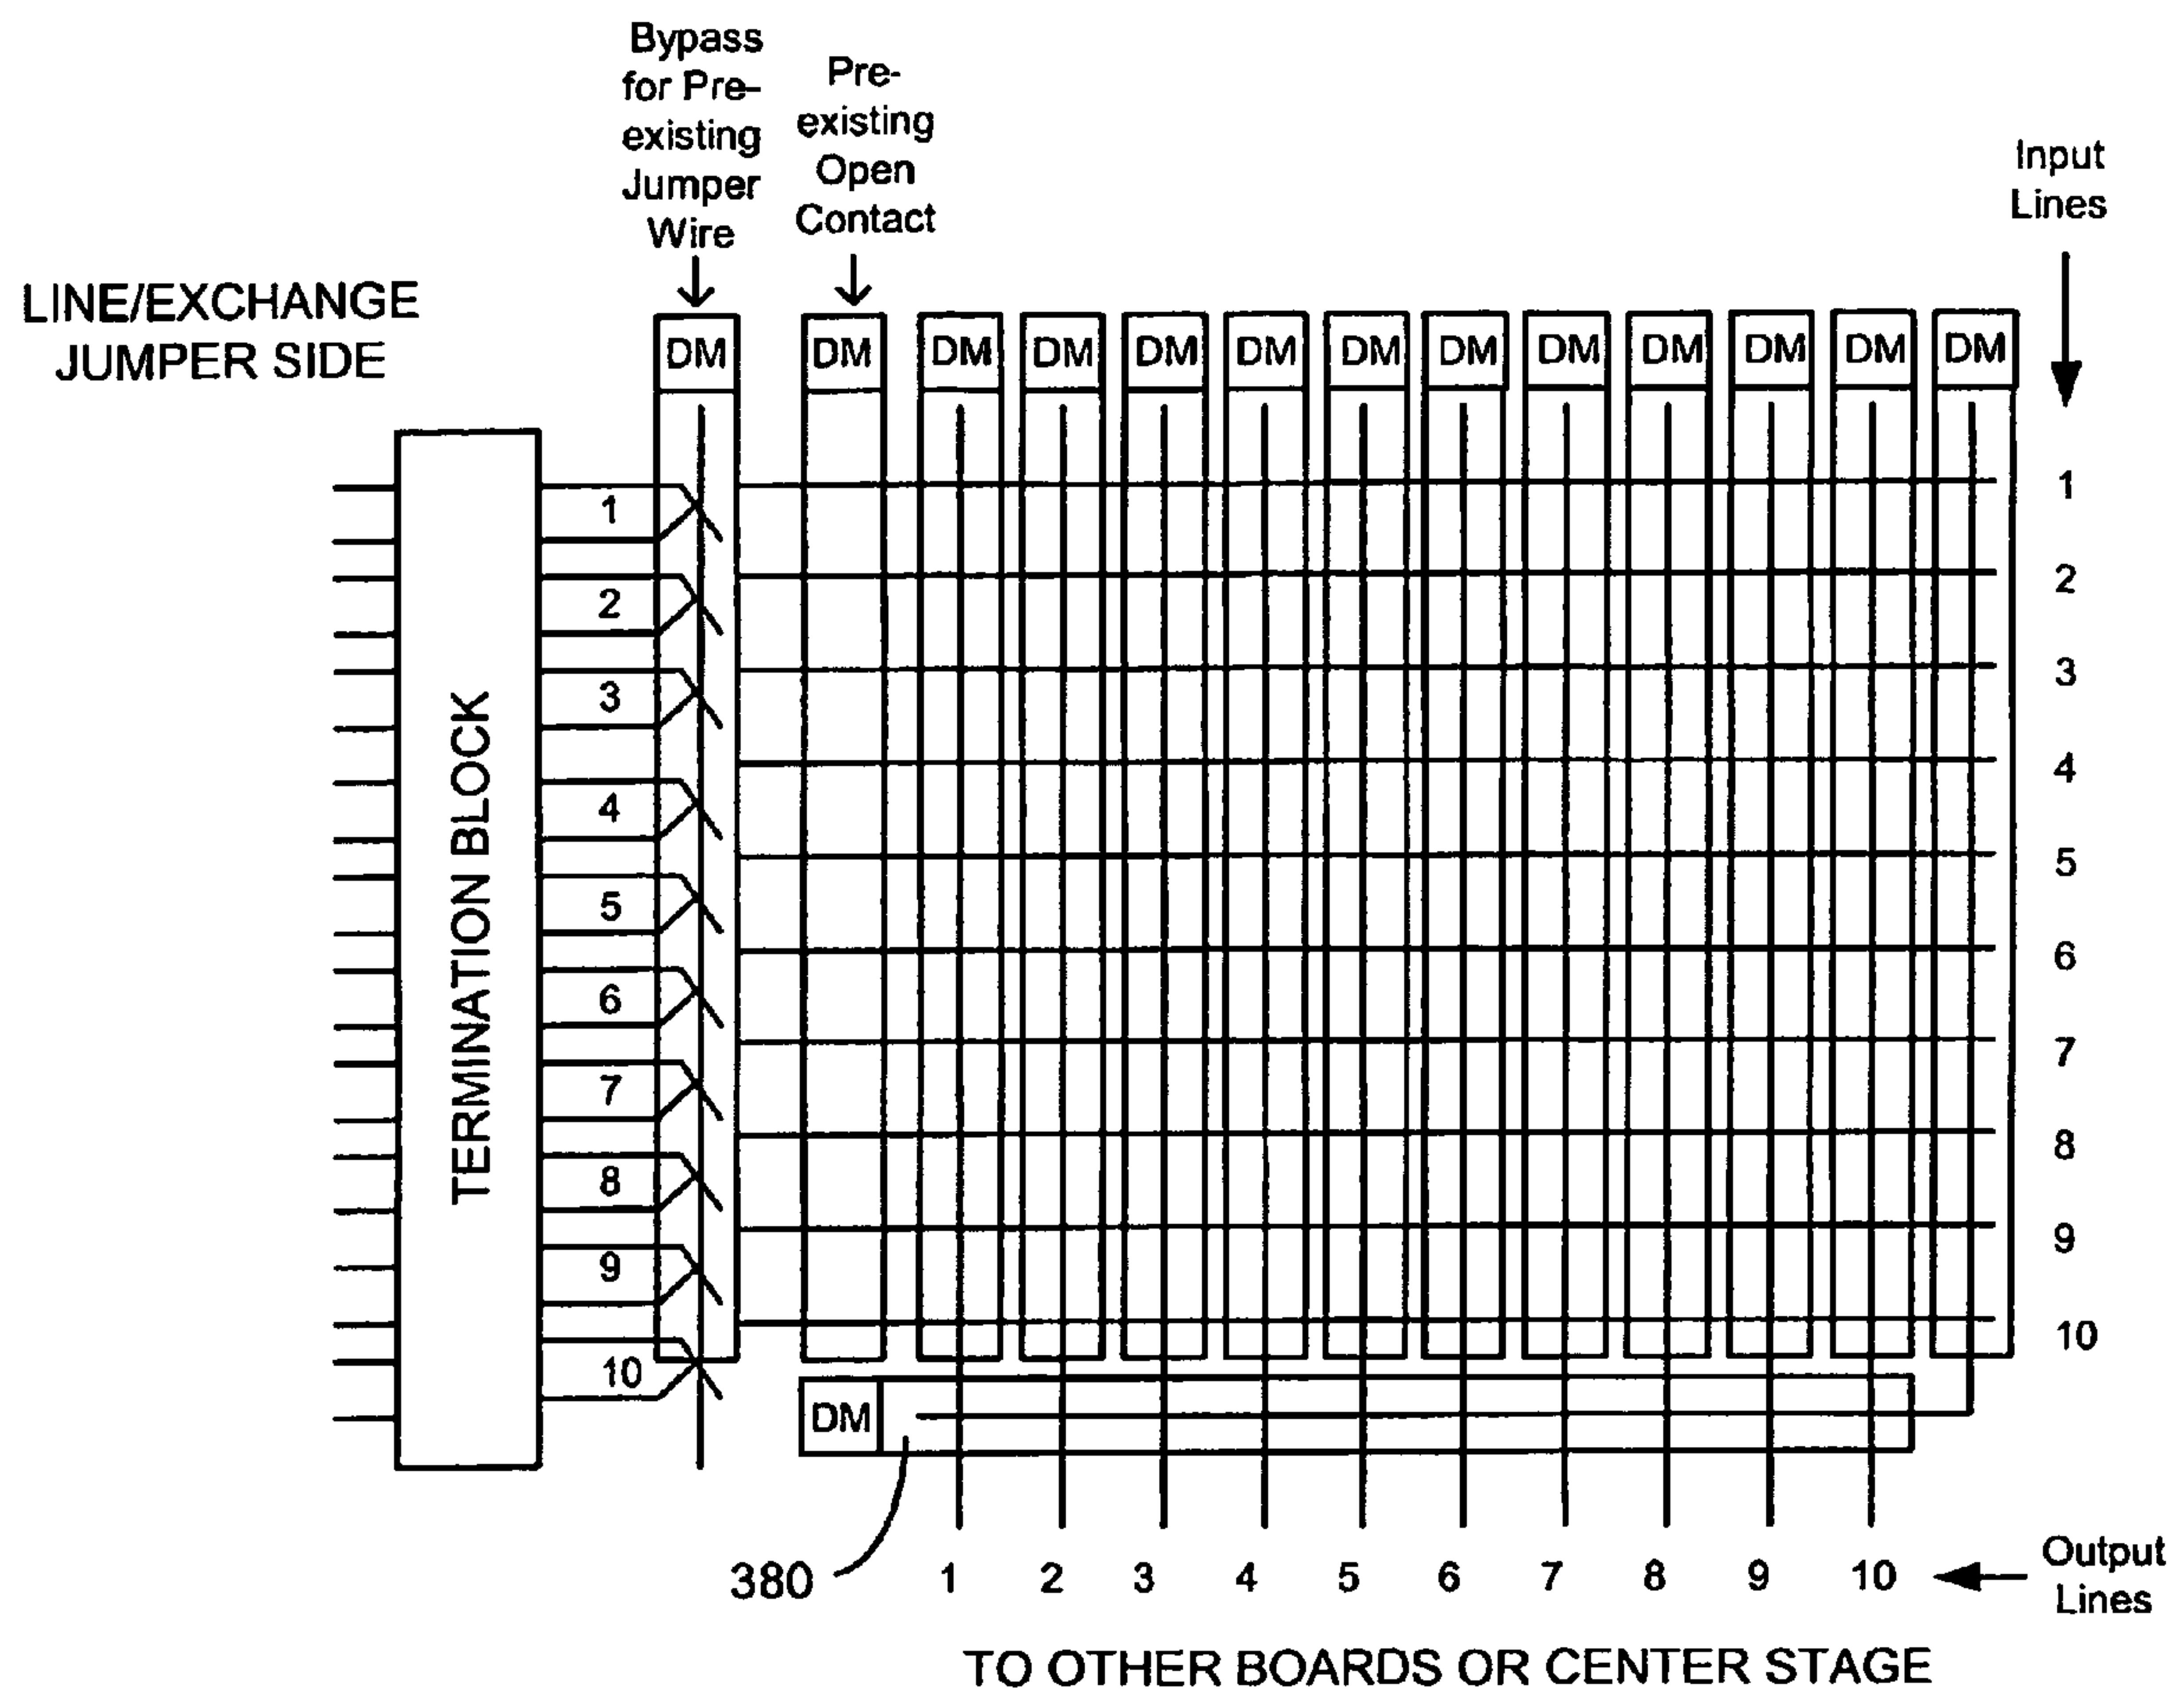 Bypass
for Pre-
existing
Jumper
Wire
Pre-
existing
Open
Contact
Input
Lines
LINE/EXCHANGE
JUMPER SIDE
DM DM DM DM DM DM DM DM DM DM DM DM DM
TERMINATION BLOCK
1
2
3
4
5
6
7
8
9
10
1
2
3
4
5
6
7
8
9
10
DM
380
1 2 3 4 5 6 7 8 9 10
Output
Lines
TO OTHER BOARDS OR CENTER STAGE